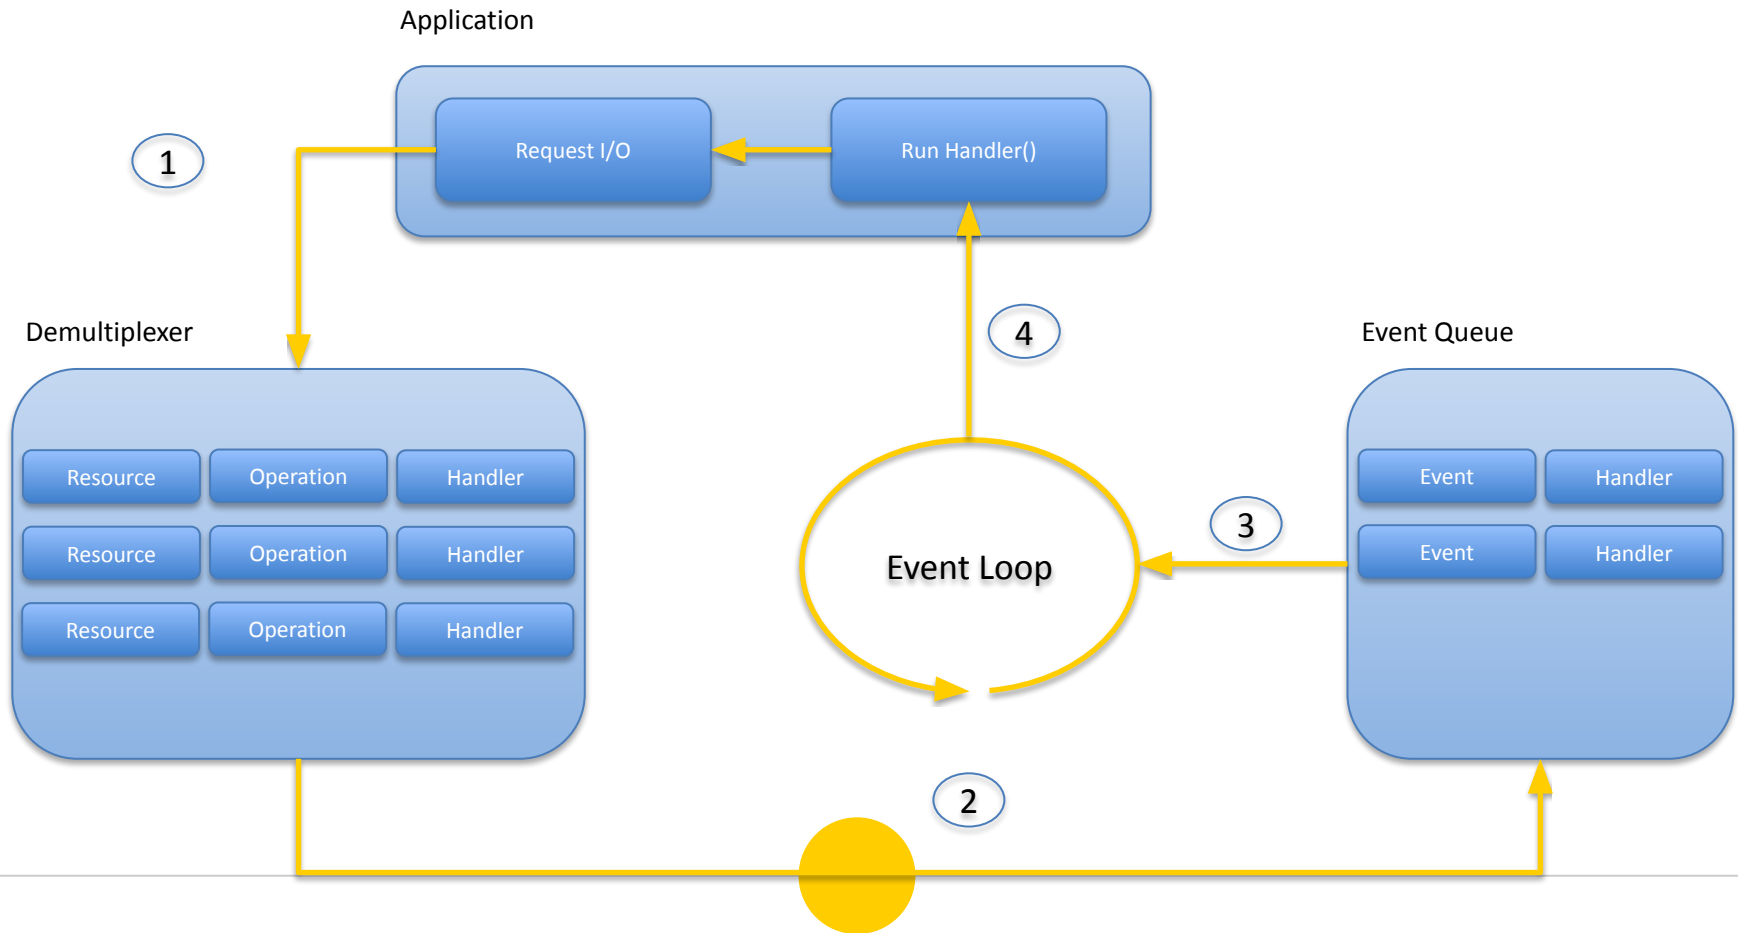 Application
Request I/O
Run Handler()
1
Demultiplexer
4
Event Queue
Resource Operation Handler
Resource Operation Handler
Resource Operation Handler
Event Loop
3
Event Handler
Event Handler
2